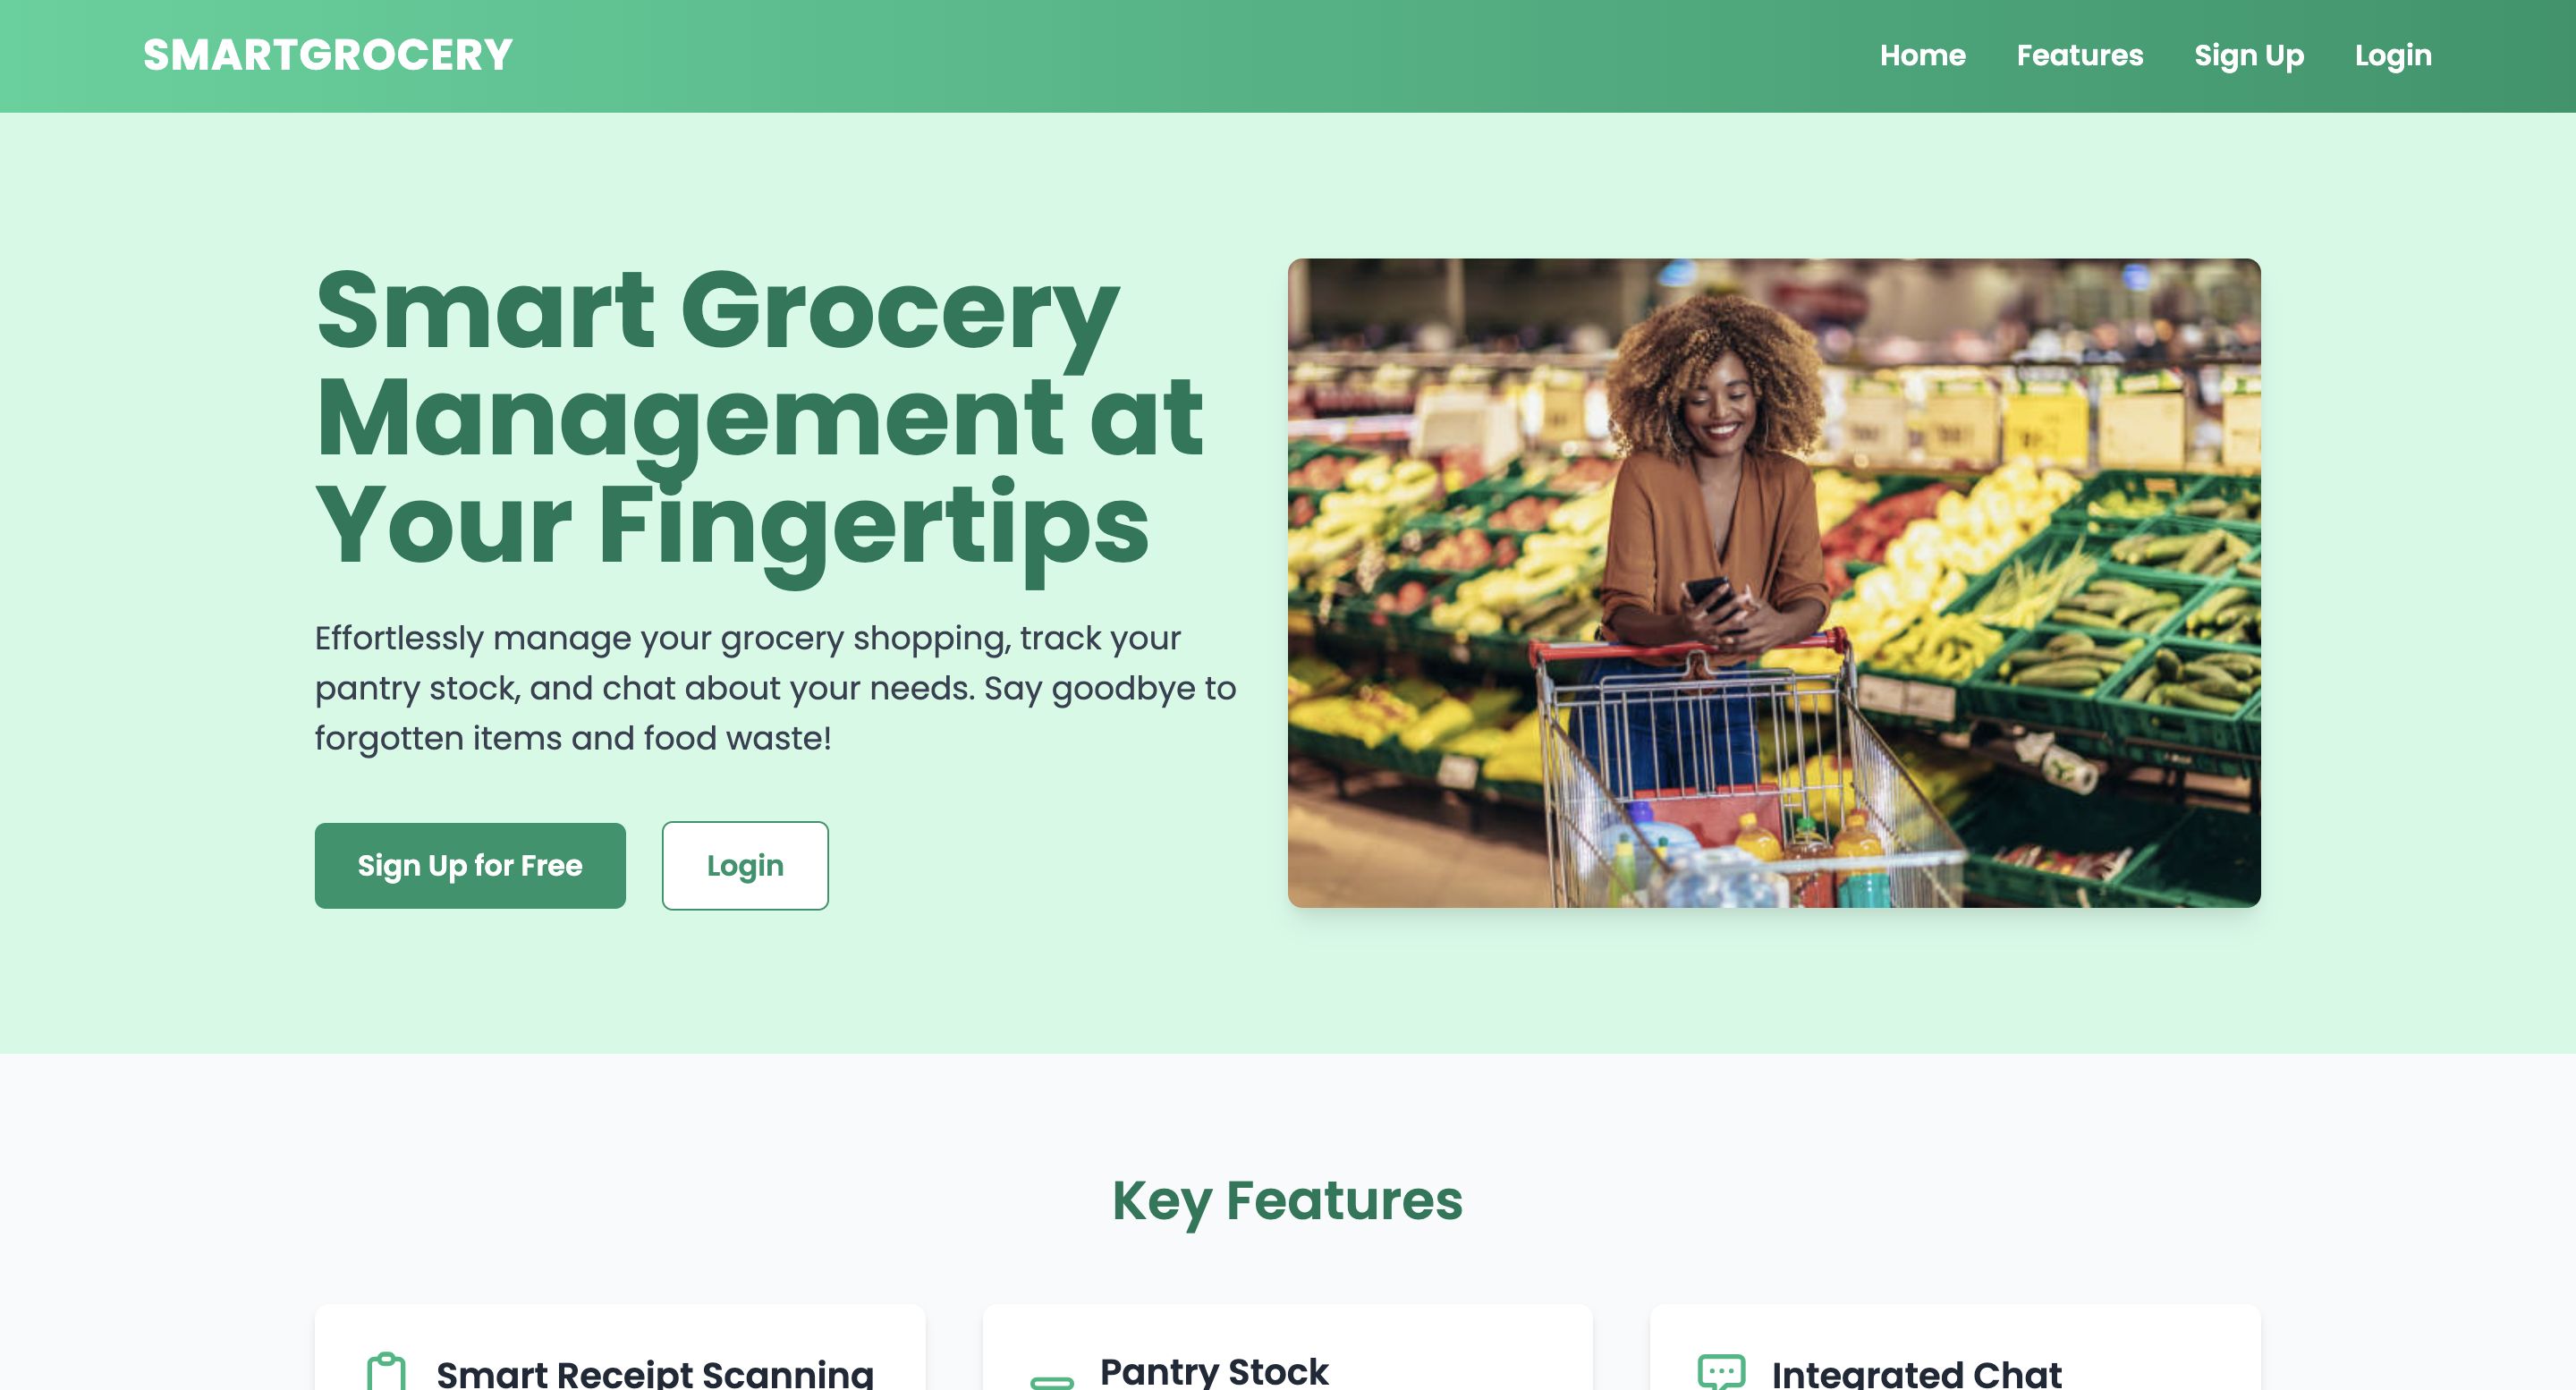 SMARTGROCERY
Home Features Sign Up Login
Smart Grocery
Management at
Your Fingertips
Effortlessly manage your grocery shopping, track your
pantry stock, and chat about your needs. Say goodbye to
forgotten items and food waste!
Sign Up for Free Login
Key Features
Smart Receipt Scanning
Pantry Stock
Integrated Chat